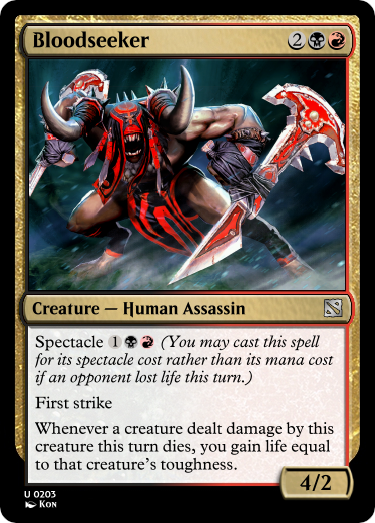 Bloodseeker 2
Creature — Human Assassin
Spectacle 1 (You may cast this spell
for its spectacle cost rather than its mana cost
if an opponent lost life this turn.)
First strike
Whenever a creature dealt damage by this
creature this turn dies, you gain life equal
to that creature's toughness.
4/2
U 0203
Kon